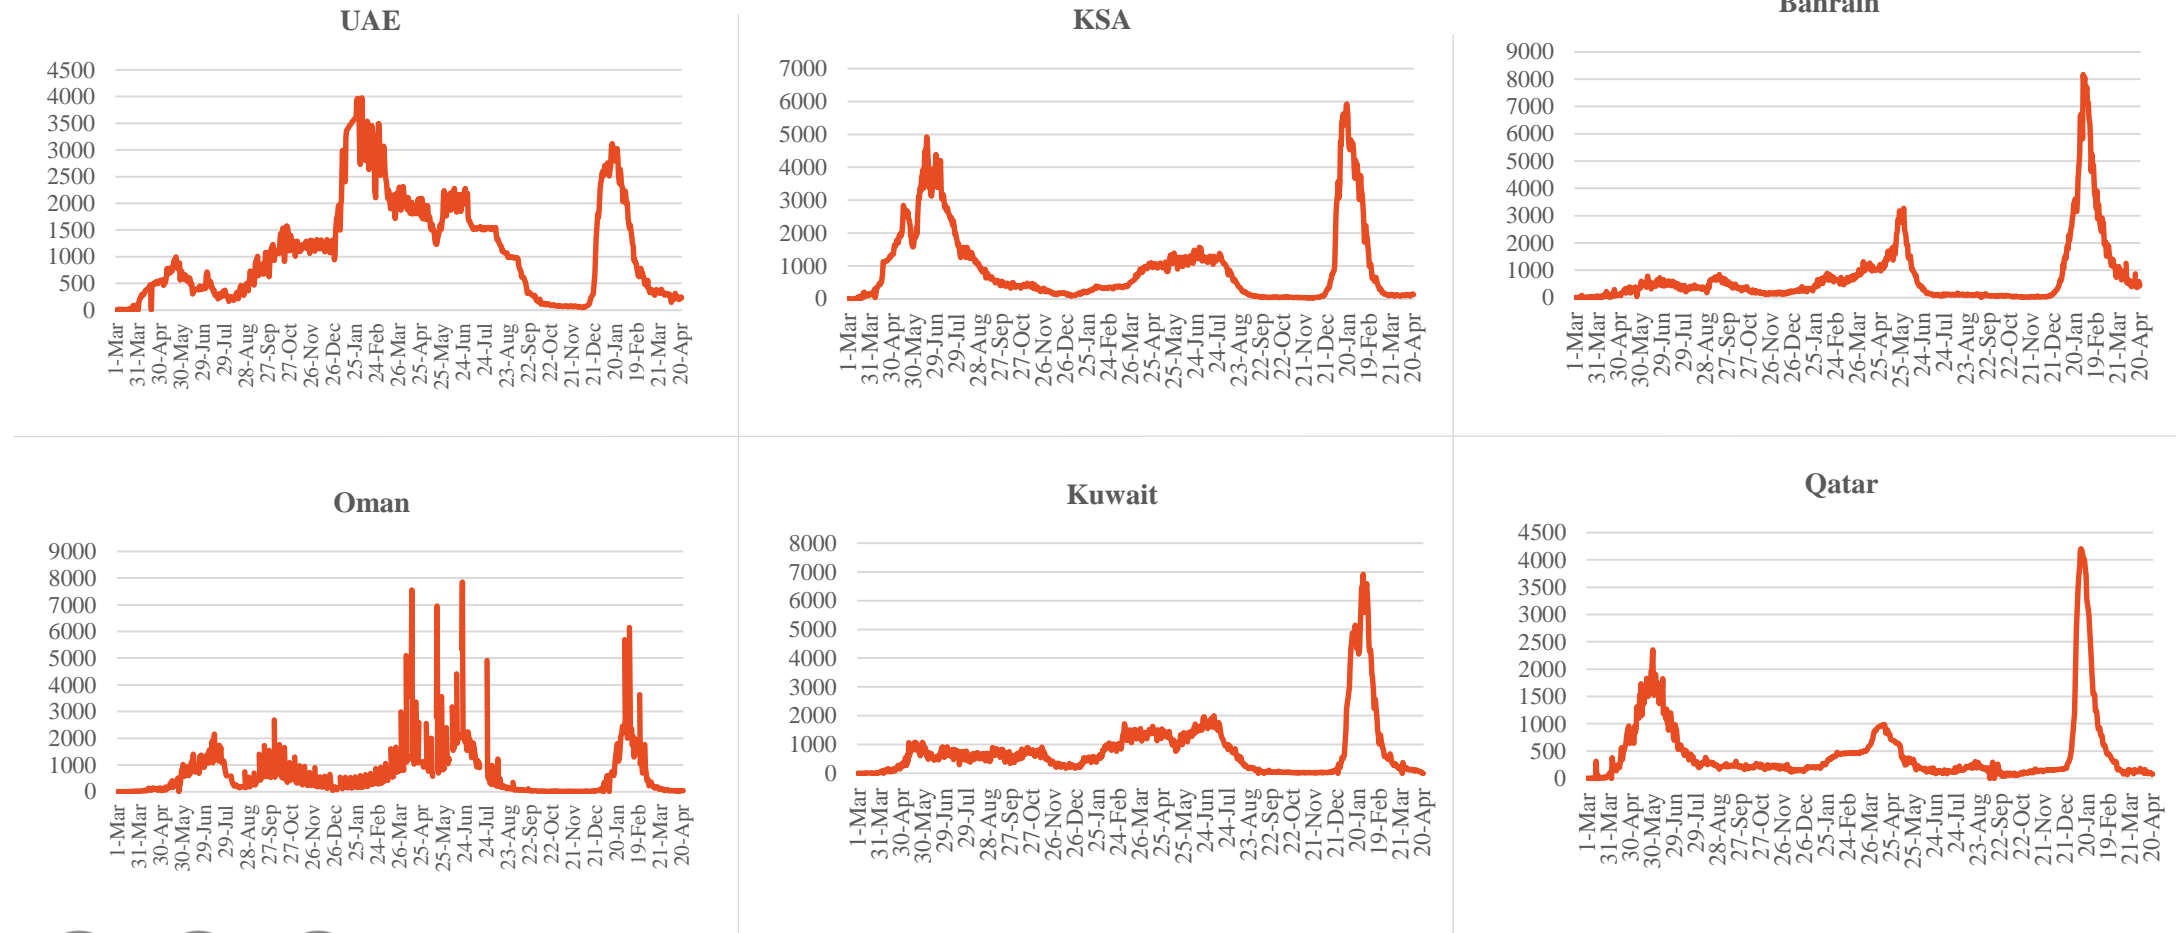 UAE
4500
4000
3500
3000
2500
2000
1500
1000
500
0
1-Mar
31-Mar
30-Apr
30-May
29-Jun
29-Jul
28-Aug
27-Sep
27-Oct
26-Nov
26-Dec
25-Jan
24-Feb
26-Mar
25-Apr
25-May
24-Jun
24-Jul
23-Aug
22-Sep
22-Oct
21-Nov
21-Dec
20-Jan
19-Feb
21-Mar
20-Apr
KSA
7000
6000
5000
4000
3000
2000
1000
0
1-Mar
31-Mar
30-Apr
30-May
29-Jun
29-Jul
28-Aug
27-Sep
27-Oct
26-Nov
26-Dec
25-Jan
24-Feb
26-Mar
25-Apr
25-May
24-Jun
24-Jul
23-Aug
22-Sep
22-Oct
21-Nov
21-Dec
20-Jan
19-Feb
21-Mar
20-Apr
Bahrain
9000
8000
7000
6000
5000
4000
3000
2000
1000
0
1-Mar
31-Mar
30-Apr
30-May
29-Jun
29-Jul
28-Aug
27-Sep
27-Oct
26-Nov
26-Dec
25-Jan
24-Feb
26-Mar
25-Apr
25-May
24-Jun
24-Jul
23-Aug
22-Sep
22-Oct
21-Nov
21-Dec
20-Jan
19-Feb
21-Mar
20-Apr
Oman
9000
8000
7000
6000
5000
4000
3000
2000
1000
0
1-Mar
31-Mar
30-Apr
30-May
29-Jun
29-Jul
28-Aug
27-Sep
27-Oct
26-Nov
26-Dec
25-Jan
24-Feb
26-Mar
25-Apr
25-May
24-Jun
24-Jul
23-Aug
22-Sep
22-Oct
21-Nov
21-Dec
20-Jan
19-Feb
21-Mar
20-Apr
Kuwait
8000
7000
6000
5000
4000
3000
2000
1000
0
1-Mar
31-Mar
30-Apr
30-May
29-Jun
29-Jul
28-Aug
27-Sep
27-Oct
26-Nov
26-Dec
25-Jan
24-Feb
26-Mar
25-Apr
25-May
24-Jun
24-Jul
23-Aug
22-Sep
22-Oct
21-Nov
21-Dec
20-Jan
19-Feb
21-Mar
20-Apr
Qatar
4500
4000
3500
3000
2500
2000
1500
1000
500
0
1-Mar
31-Mar
30-Apr
30-May
29-Jun
29-Jul
28-Aug
27-Sep
27-Oct
26-Nov
26-Dec
25-Jan
24-Feb
26-Mar
25-Apr
25-May
24-Jun
24-Jul
23-Aug
22-Sep
22-Oct
21-Nov
21-Dec
20-Jan
19-Feb
21-Mar
20-Apr